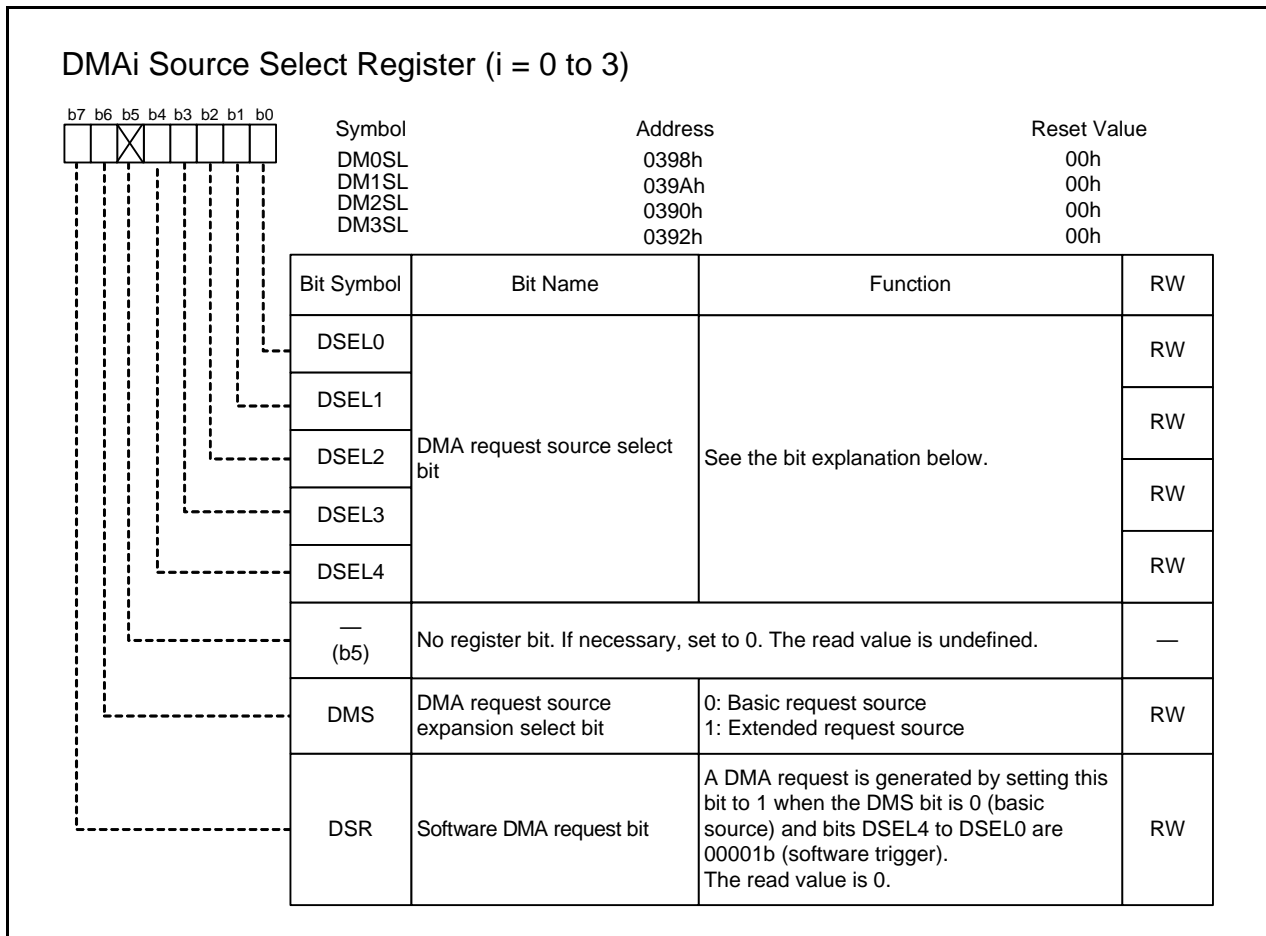 DMAi Source Select Register (i = 0 to 3)
b7 b6 b5 b4 b3 b2 b1 b0
Symbol Address Reset Value
DM0SL 0398h 00h
DM1SL 039Ah 00h
DM2SL 0390h 00h
DM3SL 0392h 00h
Bit Symbol Bit Name Function RW
DSEL0 RW
DSEL1 RW
DSEL2 DMA request source select
bit See the bit explanation below.
DSEL3 RW
DSEL4 RW
—
(b5) No register bit. If necessary, set to 0. The read value is undefined. —
DMS DMA request source
expansion select bit 0: Basic request source
1: Extended request source RW
DSR Software DMA request bit A DMA request is generated by setting this
bit to 1 when the DMS bit is 0 (basic
source) and bits DSEL4 to DSEL0 are
00001b (software trigger).
The read value is 0. RW